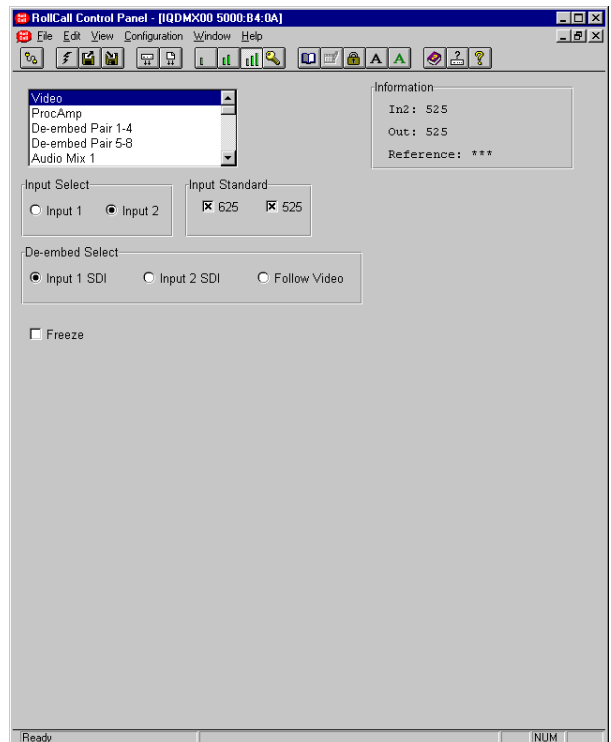 RollCall Control Panel - [IQDMX00 5000:B4:0A]
File Edit View Configuration Window Help
A A ?
Video
ProcAmp
De-embed Pair 1-4
De-embed Pair 5-8
Audio Mix 1
Information
In2: 525
Out: 525
Reference: ***
Input Select
Input 1 Input 2
Input Standard
625 525
De-embed Select
Input 1 SDI Input 2 SDI Follow Video
Freeze
Ready NUM